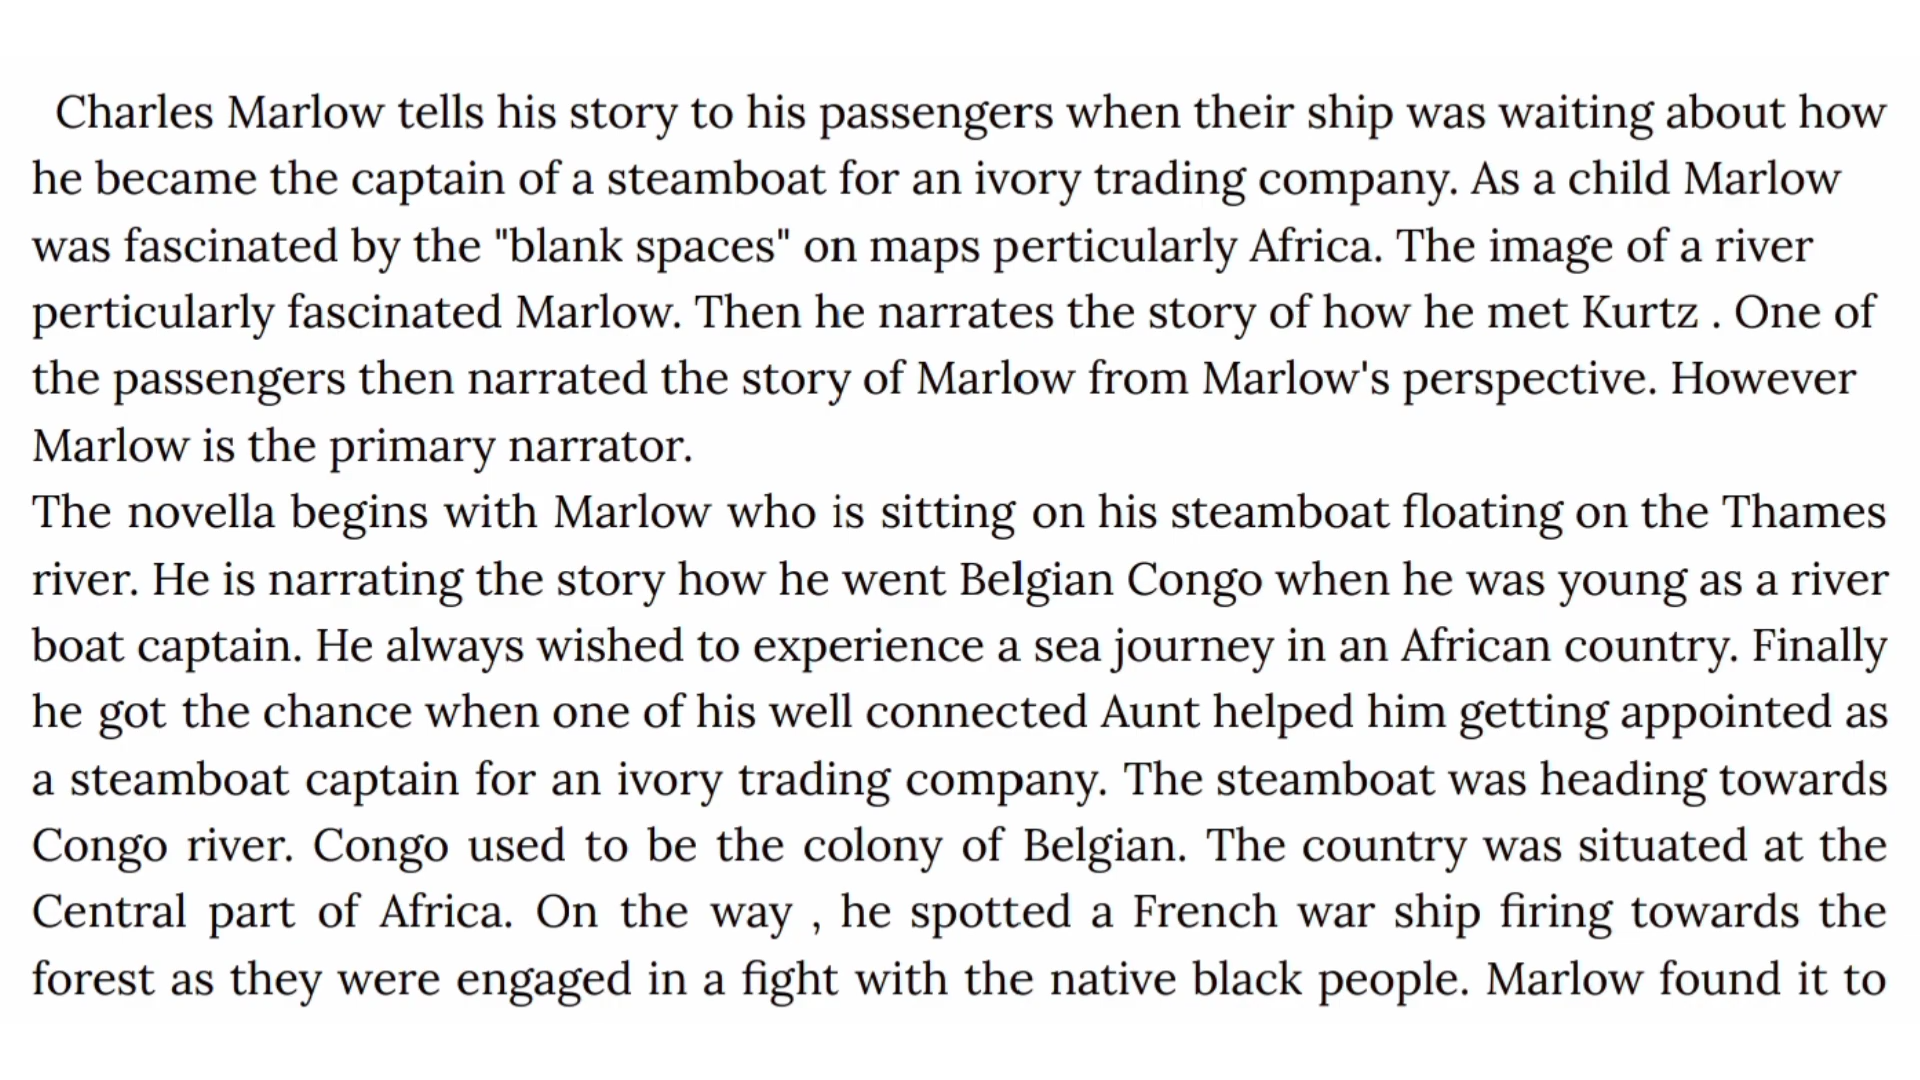 Charles Marlow tells his story to his passengers when their ship was waiting about how
he became the captain of a steamboat for an ivory trading company. As a child Marlow
was fascinated by the "blank spaces" on maps perticularly Africa. The image of a river
perticularly fascinated Marlow. Then he narrates the story of how he met Kurtz . One of
the passengers then narrated the story of Marlow from Marlow's perspective. However
Marlow is the primary narrator.
The novella begins with Marlow who is sitting on his steamboat floating on the Thames
river. He is narrating the story how he went Belgian Congo when he was young as a river
boat captain. He always wished to experience a sea journey in an African country. Finally
he got the chance when one of his well connected Aunt helped him getting appointed as
a steamboat captain for an ivory trading company. The steamboat was heading towards
Congo river. Congo used to be the colony of Belgian. The country was situated at the
Central part of Africa. On the way , he spotted a French war ship firing towards the
forest as they were engaged in a fight with the native black people. Marlow found it to